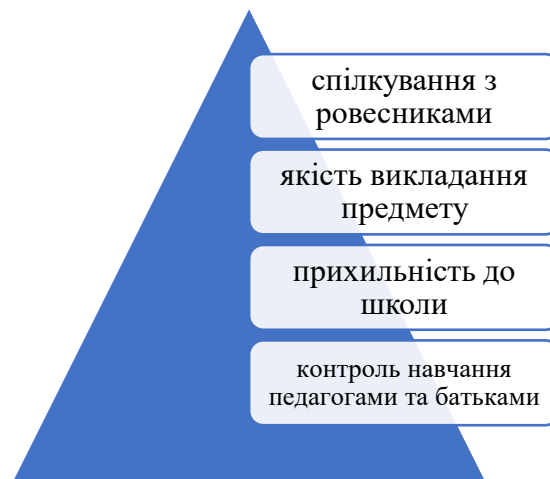 спілкування з
ровесниками
якість викладання
предмету
прихильність до
школи
контроль навчання
педагогами та батьками